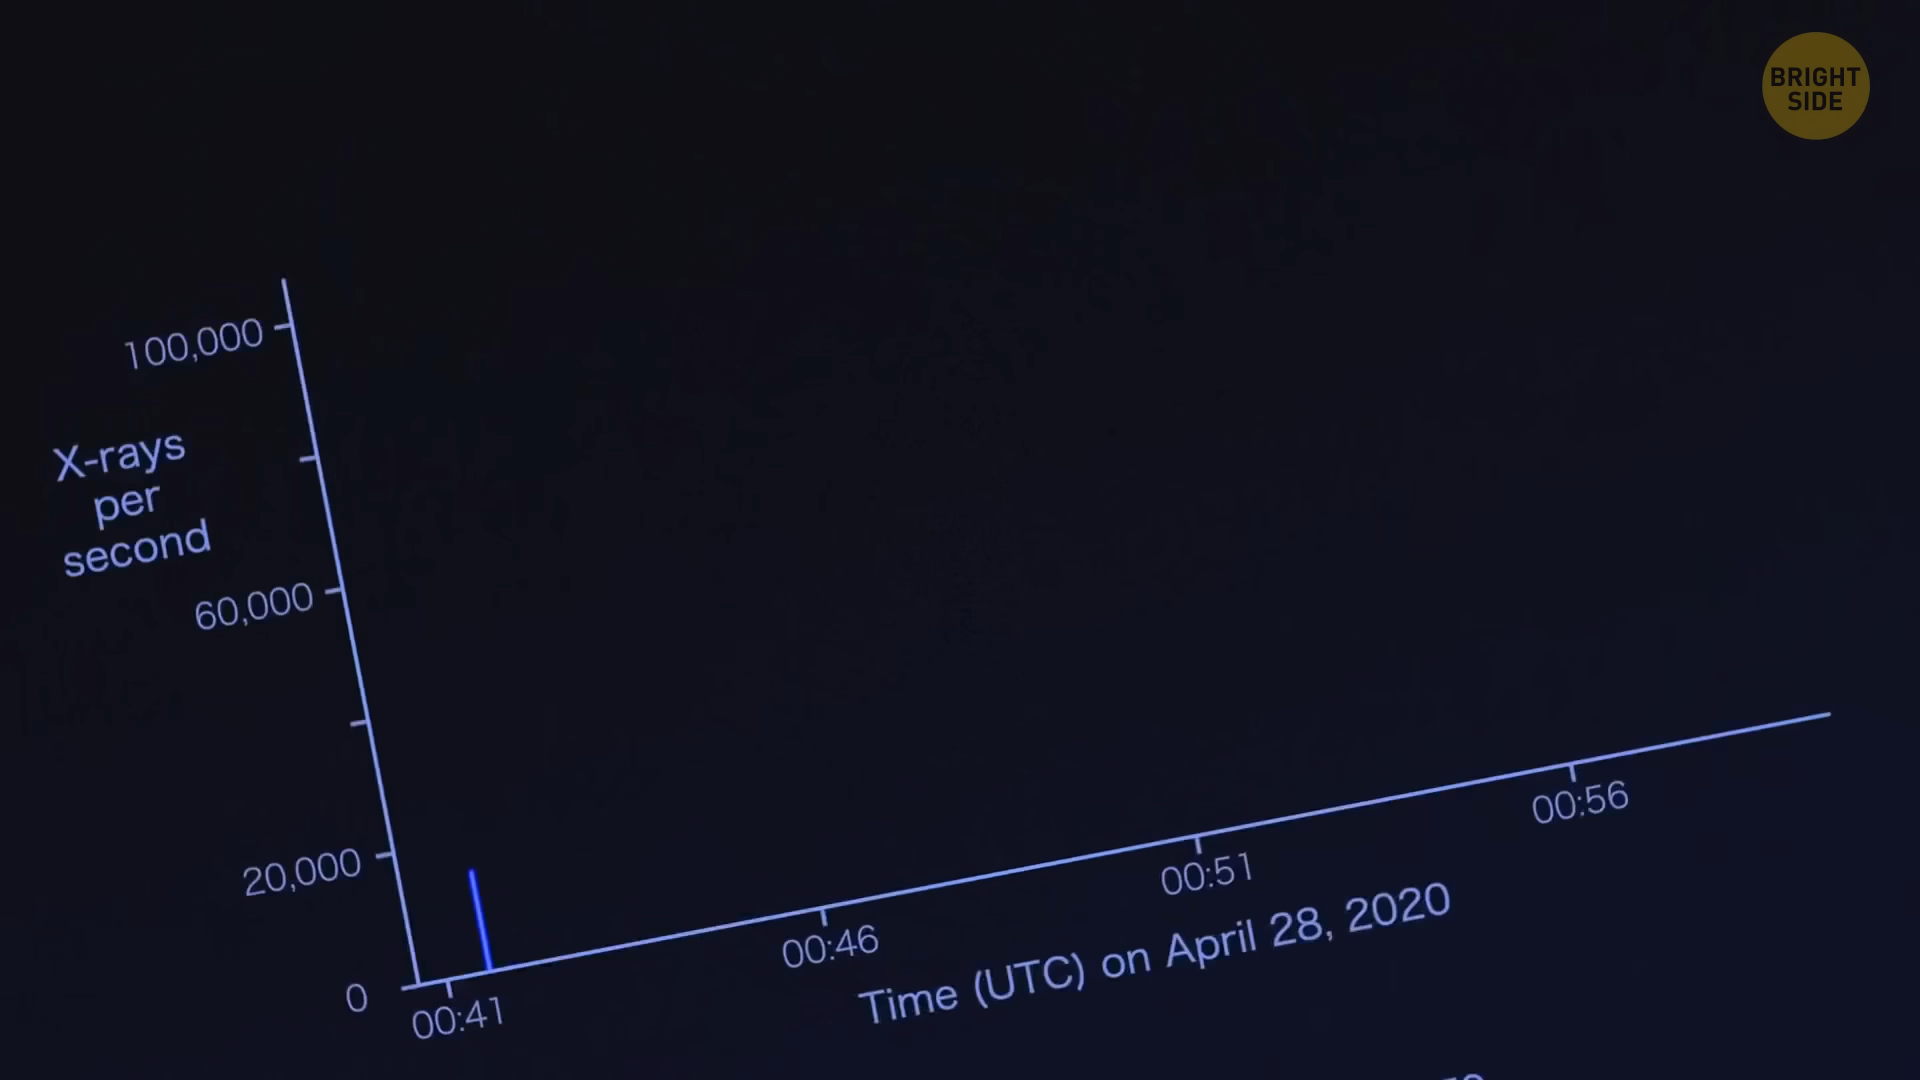 BRIGHT
SIDE
100,000
X-rays
per
second
60,000
20,000
0
00:41
00:46
00:51
00:56
Time (UTC) on April 28, 2020